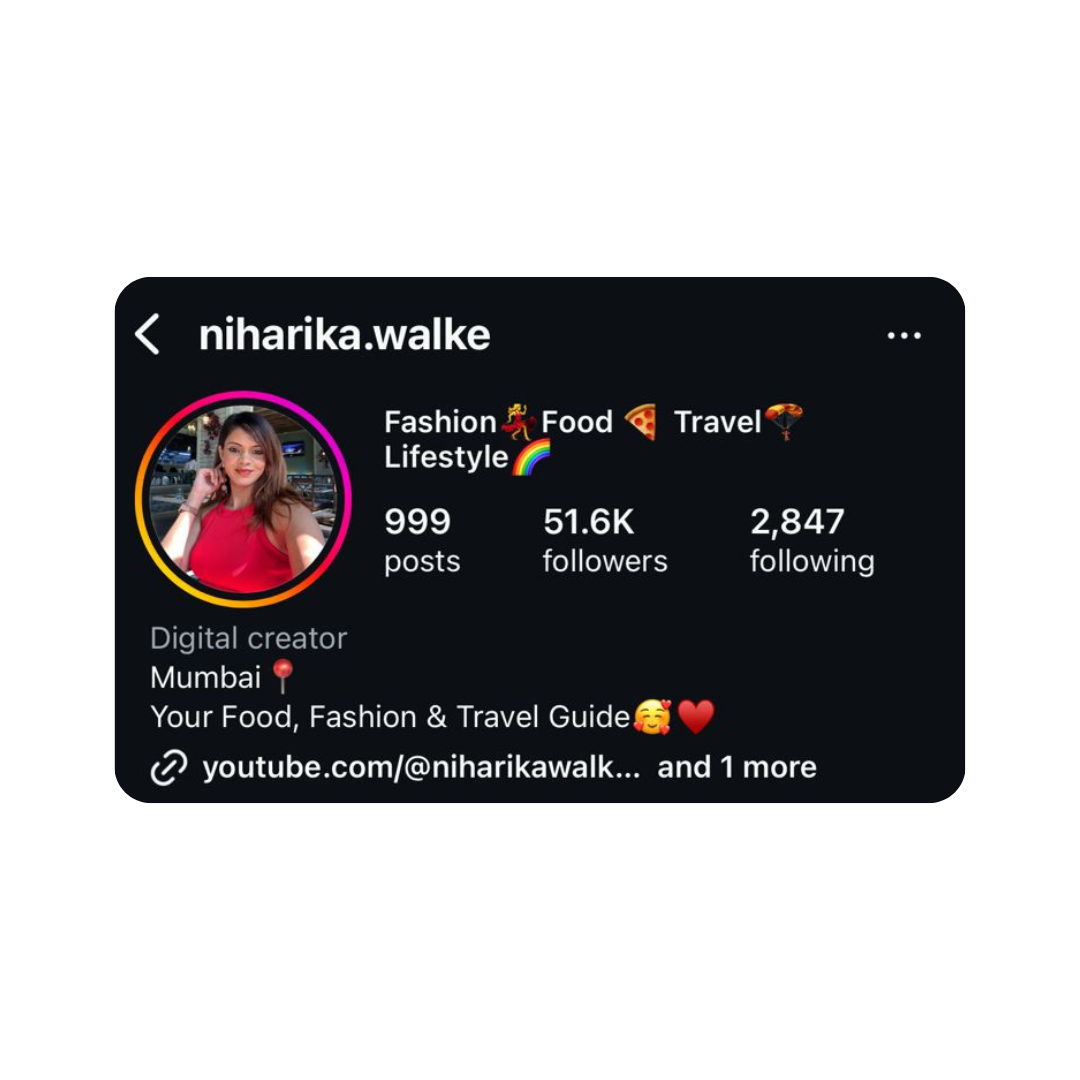 niharika.walke
Fashion💃Food 🍕 Travel🪂
Lifestyle🌈
999 51.6K 2,847
posts followers following
Digital creator
Mumbai📍
Your Food, Fashion & Travel Guide🥰♥️
youtube.com/@niharikawalk... and 1 more